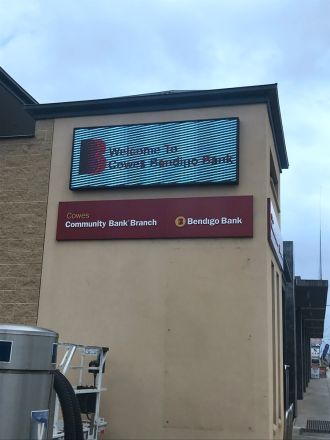 Welcome To
Cowes Bendigo Bank
Cowes
Community Bank® Branch
Bendigo Bank